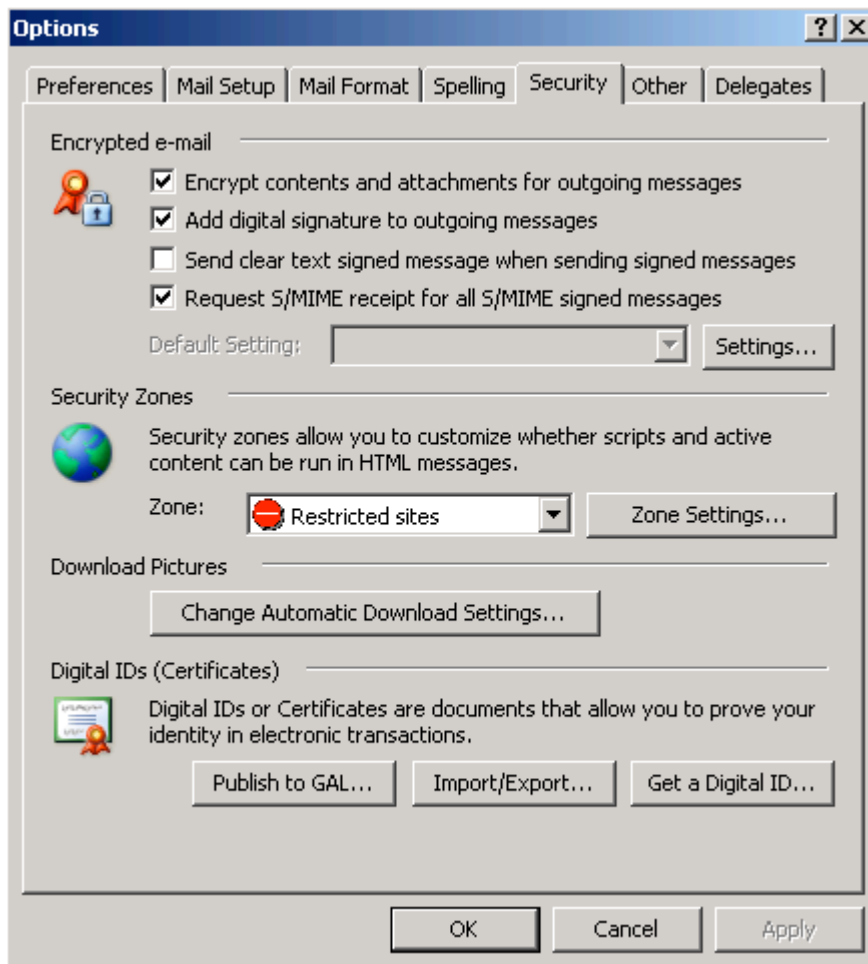 Options
Preferences Mail Setup Mail Format Spelling Security Other Delegates
Encrypted e-mail
Encrypt contents and attachments for outgoing messages
Add digital signature to outgoing messages
Send clear text signed message when sending signed messages
Request S/MIME receipt for all S/MIME signed messages
Default Setting: Settings...
Security Zones
Security zones allow you to customize whether scripts and active
content can be run in HTML messages.
Zone: Restricted sites Zone Settings...
Download Pictures
Change Automatic Download Settings...
Digital IDs (Certificates)
Digital IDs or Certificates are documents that allow you to prove your
identity in electronic transactions.
Publish to GAL... Import/Export... Get a Digital ID...
OK Cancel Apply